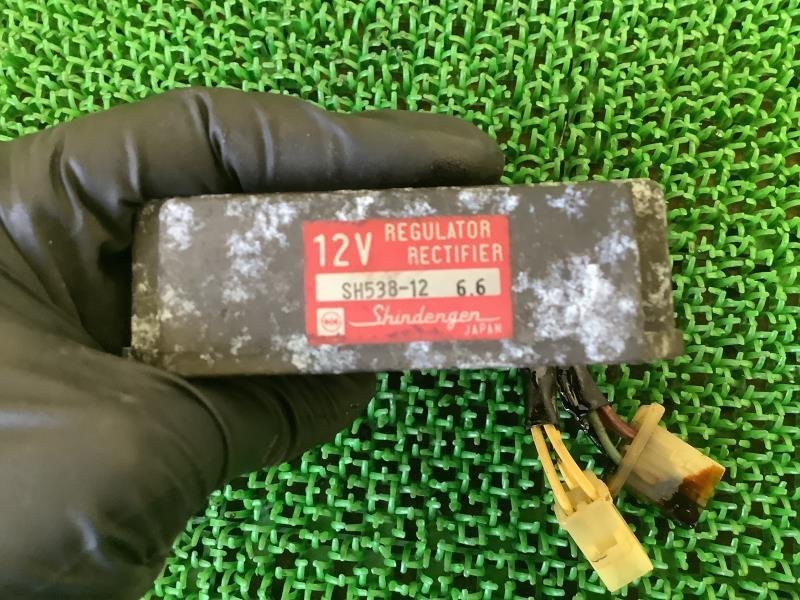 12V REGULATOR
RECTIFIER
SH538-12 6.6
Shindengen
JAPAN